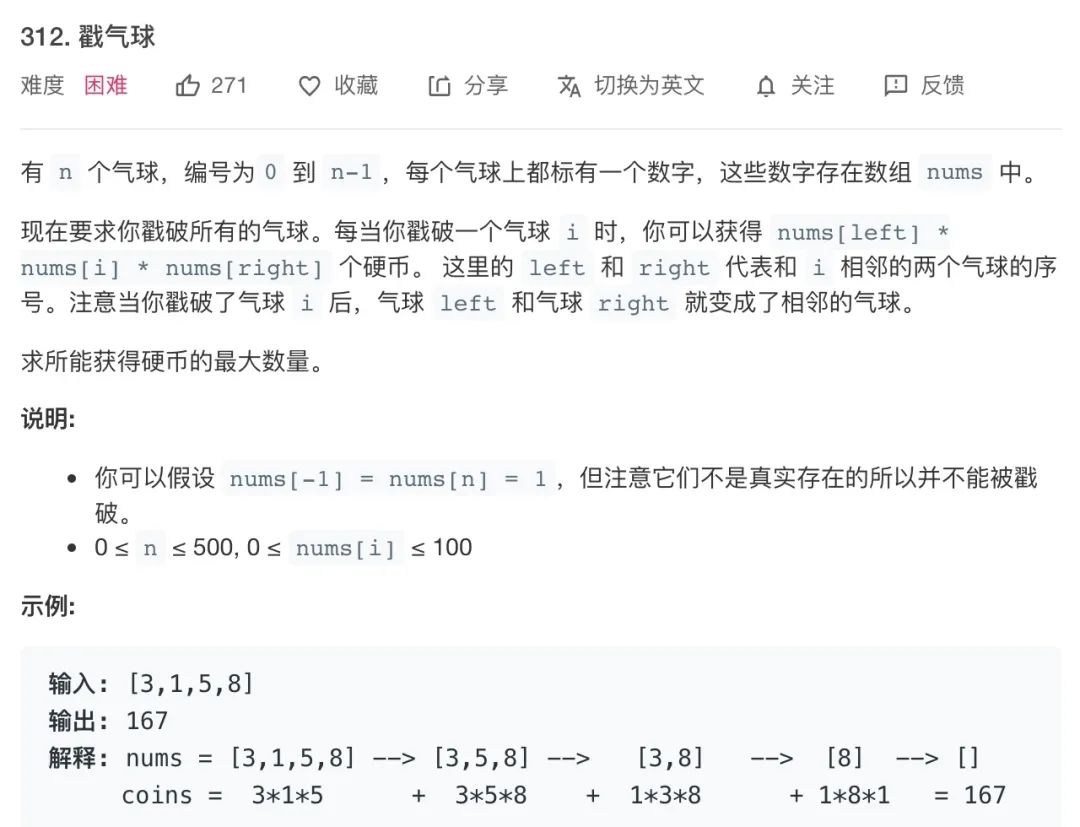 312. 戳气球
难度 困难 271 收藏 分享 切换为英文 关注 反馈
有 n 个气球，编号为 0 到 n-1，每个气球上都标有一个数字，这些数字存在数组 nums 中。
现在要求你戳破所有的气球。每当你戳破一个气球 i 时，你可以获得 nums[left] *
nums[i] * nums[right] 个硬币。 这里的 left 和 right 代表和 i 相邻的两个气球的序
号。注意当你戳破了气球 i 后，气球 left 和气球 right 就变成了相邻的气球。
求所能获得硬币的最大数量。
说明:
• 你可以假设 nums[-1] = nums[n] = 1，但注意它们不是真实存在的所以并不能被戳
破。
• 0 ≤ n ≤ 500, 0 ≤ nums[i] ≤ 100
示例:
输入: [3,1,5,8]
输出: 167
解释: nums = [3,1,5,8] --> [3,5,8] --> [3,8] --> [8] --> []
coins = 3*1*5 + 3*5*8 + 1*3*8 + 1*8*1 = 167